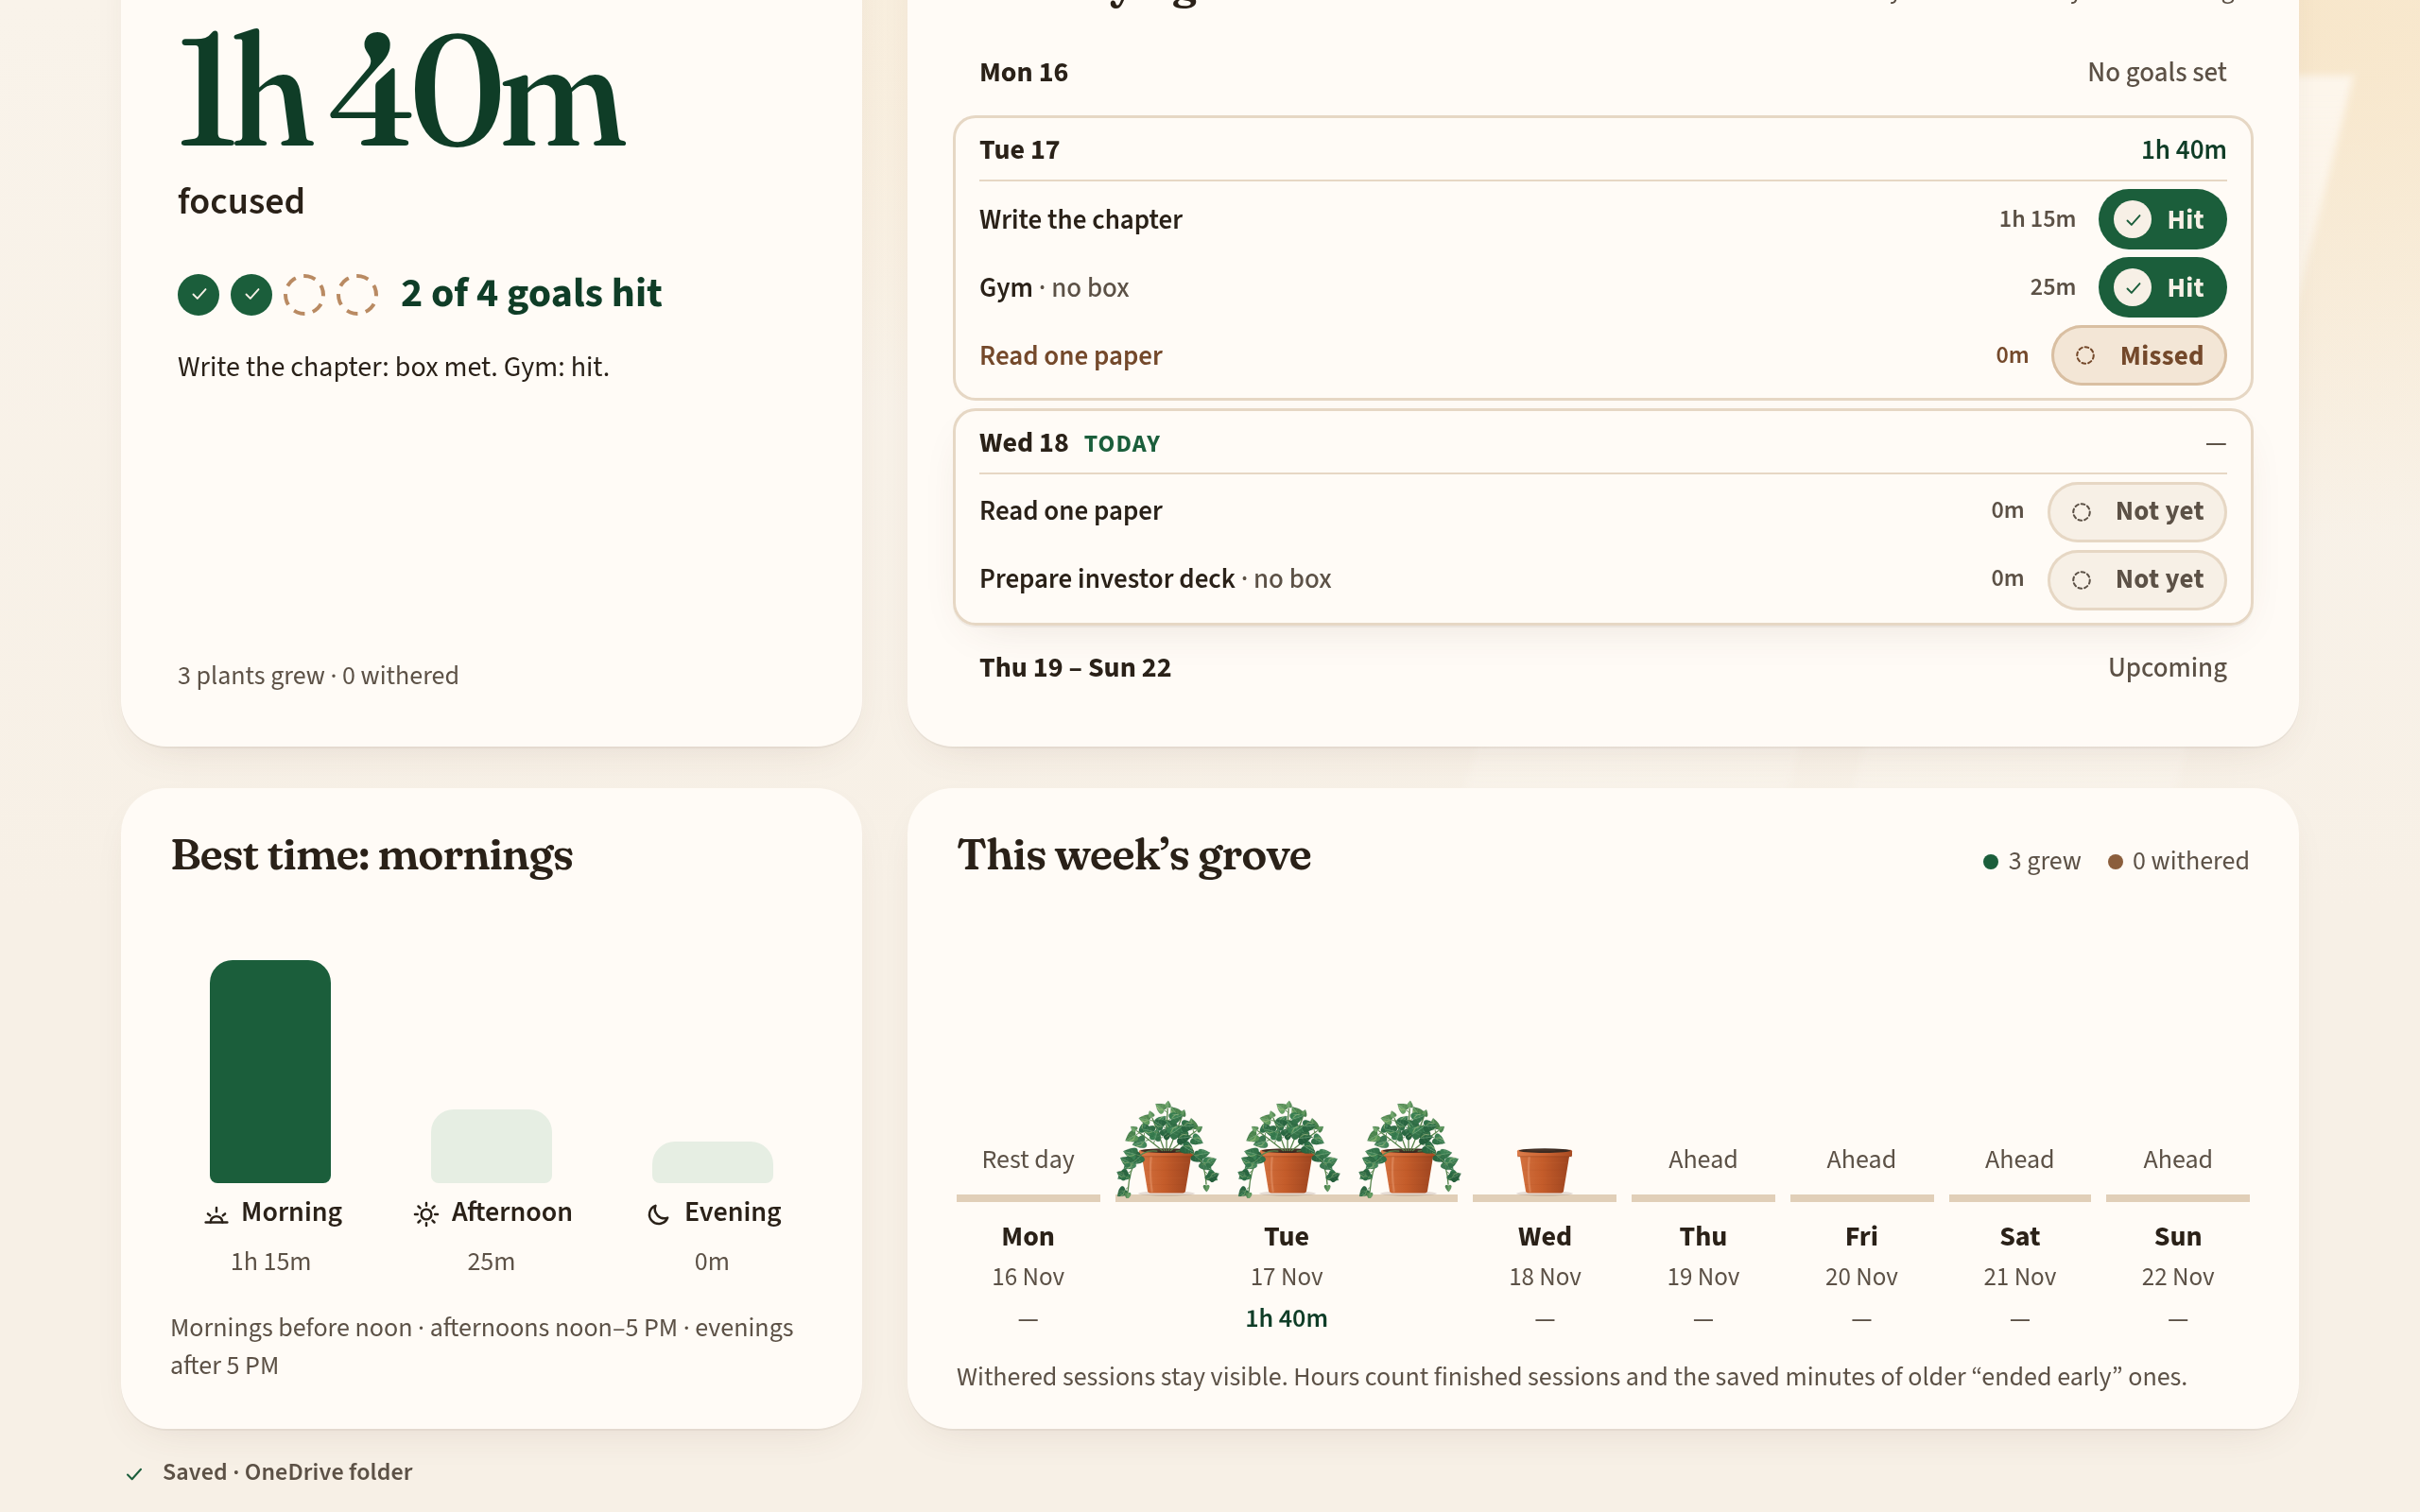 1h 40m
focused
2 of 4 goals hit
Write the chapter: box met. Gym: hit.
3 plants grew · 0 withered
Mon 16 No goals set
Tue 17 1h 40m
Write the chapter 1h 15m Hit
Gym · no box 25m Hit
Read one paper 0m Missed
Wed 18 TODAY —
Read one paper 0m Not yet
Prepare investor deck · no box 0m Not yet
Thu 19 – Sun 22 Upcoming
Best time: mornings
Morning Afternoon Evening
1h 15m 25m 0m
Mornings before noon · afternoons noon–5 PM · evenings
after 5 PM
This week’s grove 3 grew 0 withered
Rest day Ahead Ahead Ahead Ahead
Mon Tue Wed Thu Fri Sat Sun
16 Nov 17 Nov 18 Nov 19 Nov 20 Nov 21 Nov 22 Nov
— 1h 40m — — — — —
Withered sessions stay visible. Hours count finished sessions and the saved minutes of older “ended early” ones.
Saved · OneDrive folder